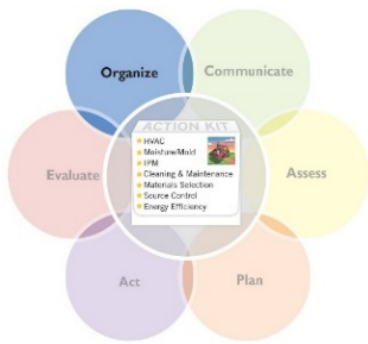 Organize
Communicate
ACTION KIT
HVAC
Moisture/Mold
IPM
Cleaning & Maintenance
Materials Selection
Source Control
Energy Efficiency
Evaluate
Assess
Act
Plan